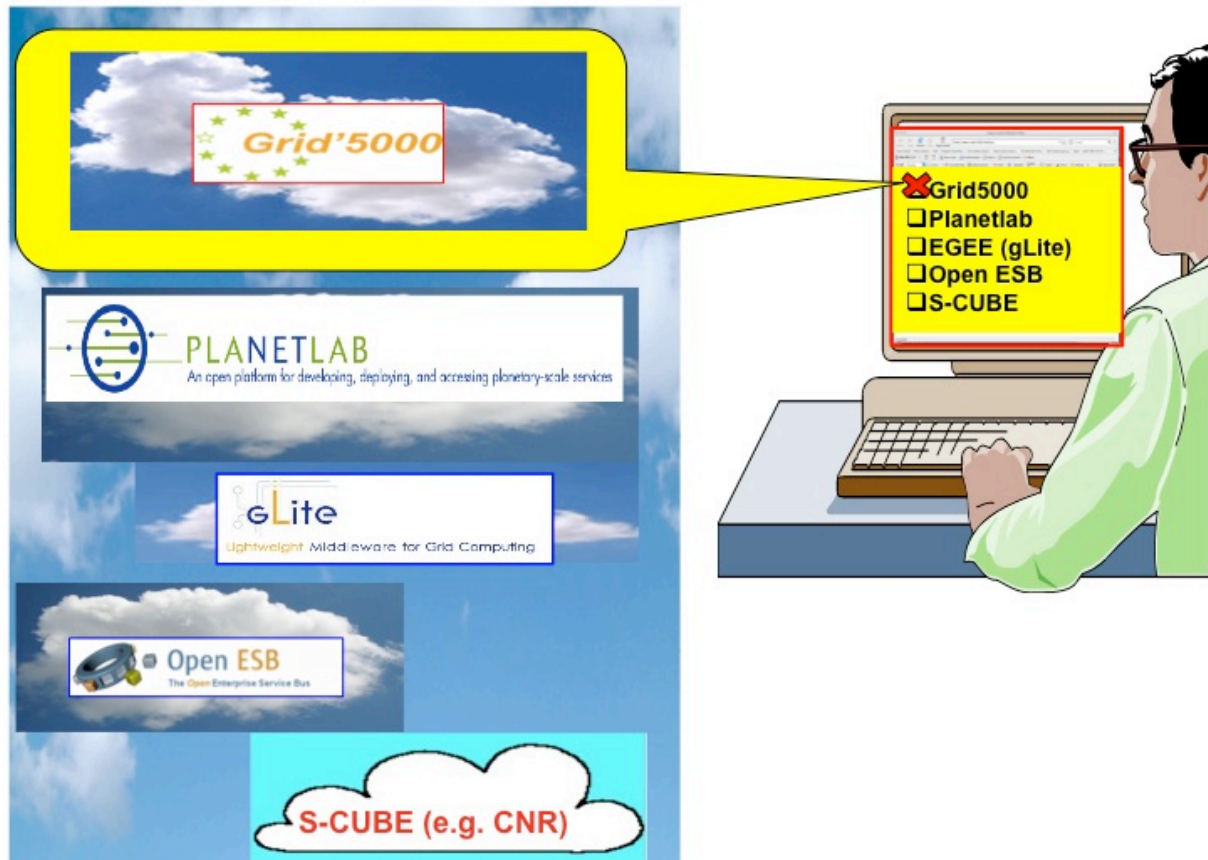 Grid'5000
PLANETLAB
An open platform for developing, deploying, and accessing planetary-scale services
gLite
Lightweight Middleware for Grid Computing
Open ESB
The Open Enterprise Service Bus
S-CUBE (e.g. CNR)
Grid5000
Planetlab
EGEE (gLite)
Open ESB
S-CUBE